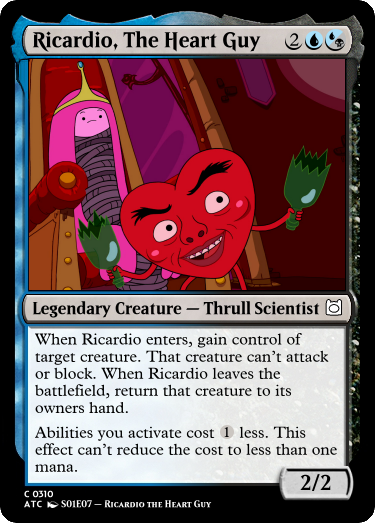 Ricardio, The Heart Guy 2
Legendary Creature — Thrull Scientist
When Ricardio enters, gain control of
target creature. That creature can't attack
or block. When Ricardio leaves the
battlefield, return that creature to its
owners hand.
Abilities you activate cost 1 less. This
effect can't reduce the cost to less than one
mana.
2/2
C 0310
ATC S01E07 – Ricardio the Heart Guy